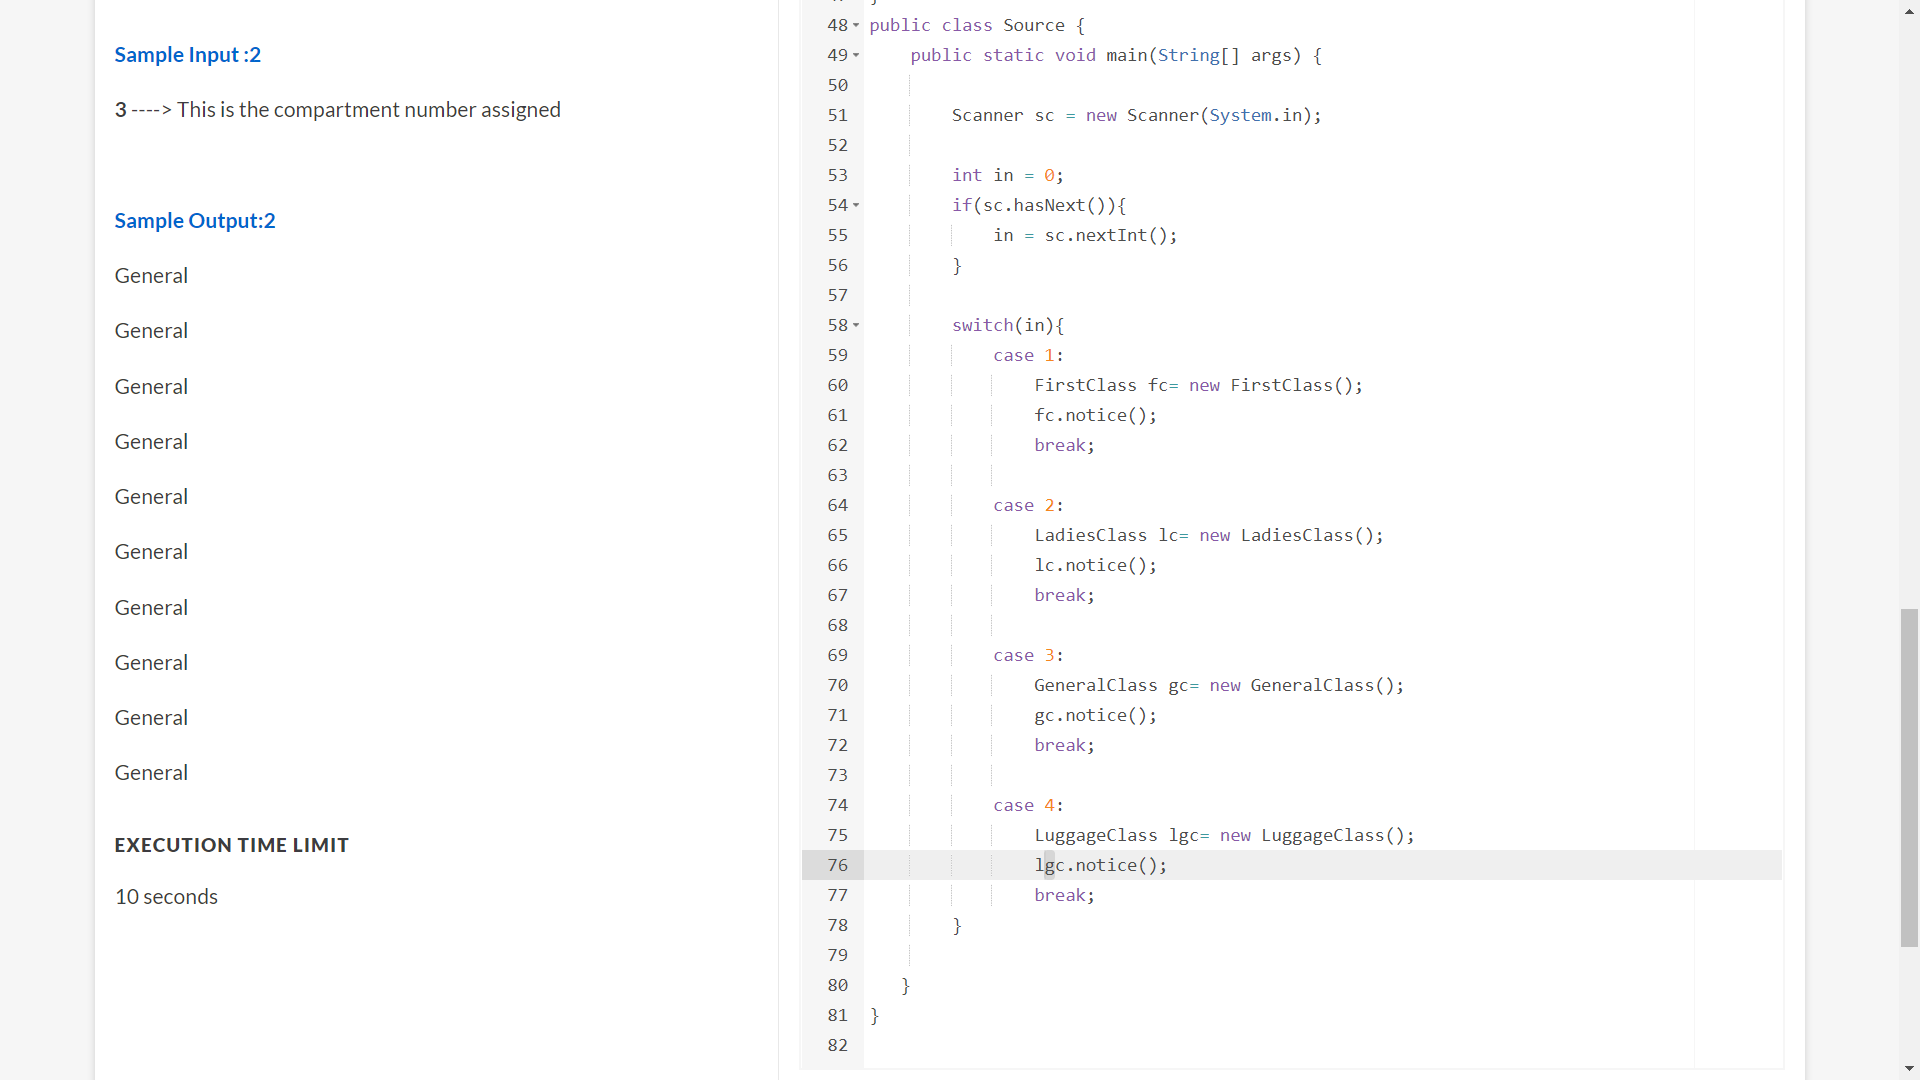 Sample Input :2
3 ----> This is the compartment number assigned
Sample Output:2
General
General
General
General
General
General
General
General
General
General
EXECUTION TIME LIMIT
10 seconds
48 public class Source {
49 public static void main(String[] args) {
50
51 Scanner sc = new Scanner(System.in);
52
53 int in = 0;
54 if(sc.hasNext()){
55 in = sc.nextInt();
56 }
57
58 switch(in){
59 case 1:
60 FirstClass fc= new FirstClass();
61 fc.notice();
62 break;
63
64 case 2:
65 LadiesClass lc= new LadiesClass();
66 lc.notice();
67 break;
68
69 case 3:
70 GeneralClass gc= new GeneralClass();
71 gc.notice();
72 break;
73
74 case 4:
75 LuggageClass lgc= new LuggageClass();
76 lgc.notice();
77 break;
78 }
79
80 }
81 }
82